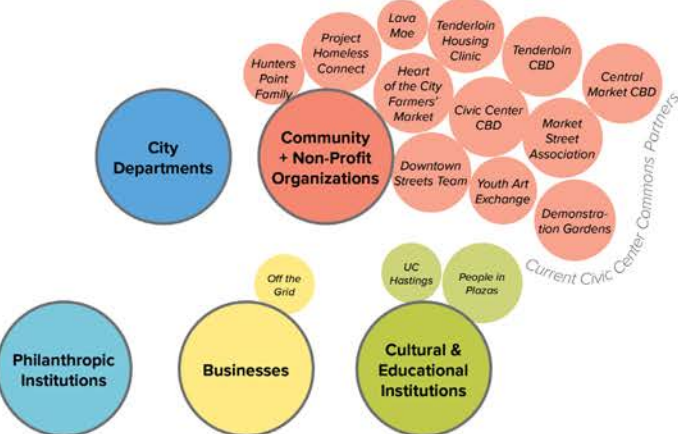 Lava
Mae
Tenderloin
Housing
Clinic
Project
Homeless
Connect
Tenderloin
CBD
Hunters
Point
Family
Heart
of the City
Farmers'
Market
Central
Market CBD
Civic Center
CBD
Market
Street
Association
City
Departments
Community
+ Non-Profit
Organizations
Downtown
Streets Team
Youth Art
Exchange
Demonstra-
tion Gardens
Current Civic Center Commons Partners
Off the
Grid
UC
Hastings
People in
Plazas
Philanthropic
Institutions
Businesses
Cultural &
Educational
Institutions